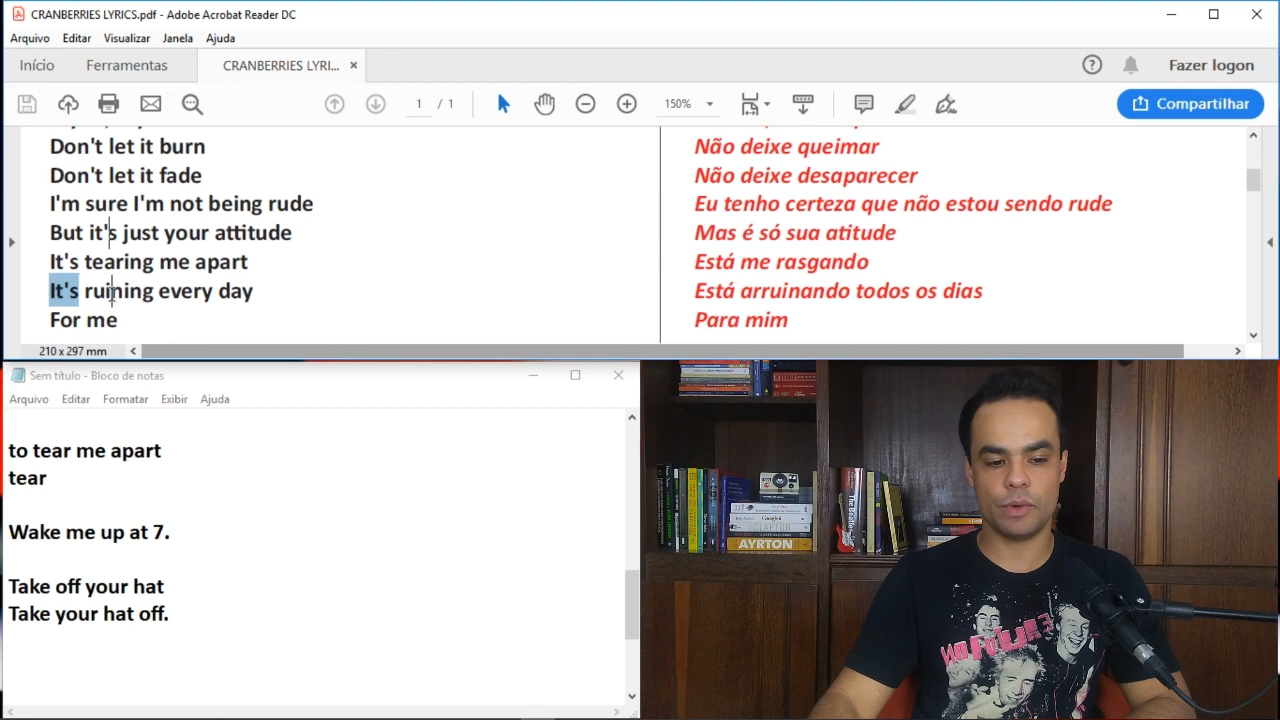 CRANBERRIES LYRICS.pdf - Adobe Acrobat Reader DC
Arquivo Editar Visualizar Janela Ajuda
Início Ferramentas CRANBERRIES LYRI... ×
Fazer logon
1 / 1
150%
Compartilhar
Don't let it burn
Don't let it fade
I'm sure I'm not being rude
But it's just your attitude
It's tearing me apart
It's ruining every day
For me
Não deixe queimar
Não deixe desaparecer
Eu tenho certeza que não estou sendo rude
Mas é só sua atitude
Está me rasgando
Está arruinando todos os dias
Para mim
210 x 297 mm
Sem título - Bloco de notas
Arquivo Editar Formatar Exibir Ajuda
to tear me apart
tear
Wake me up at 7.
Take off your hat
Take your hat off.
The Beatles
Googled
CLAPTON
AYRTON
NO FUTURE